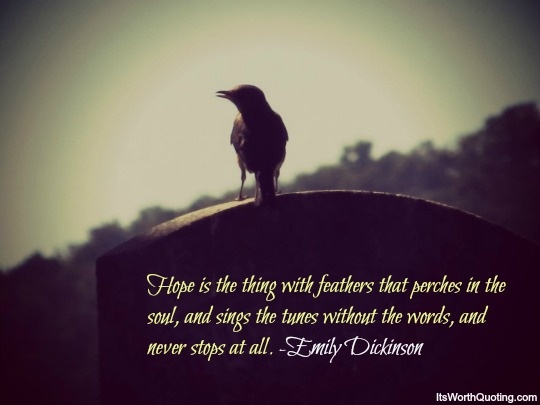 Hope is the thing with feathers that perches in the
soul, and sings the tunes without the words, and
never stops at all. -Emily Dickinson
ItsWorthQuoting.com